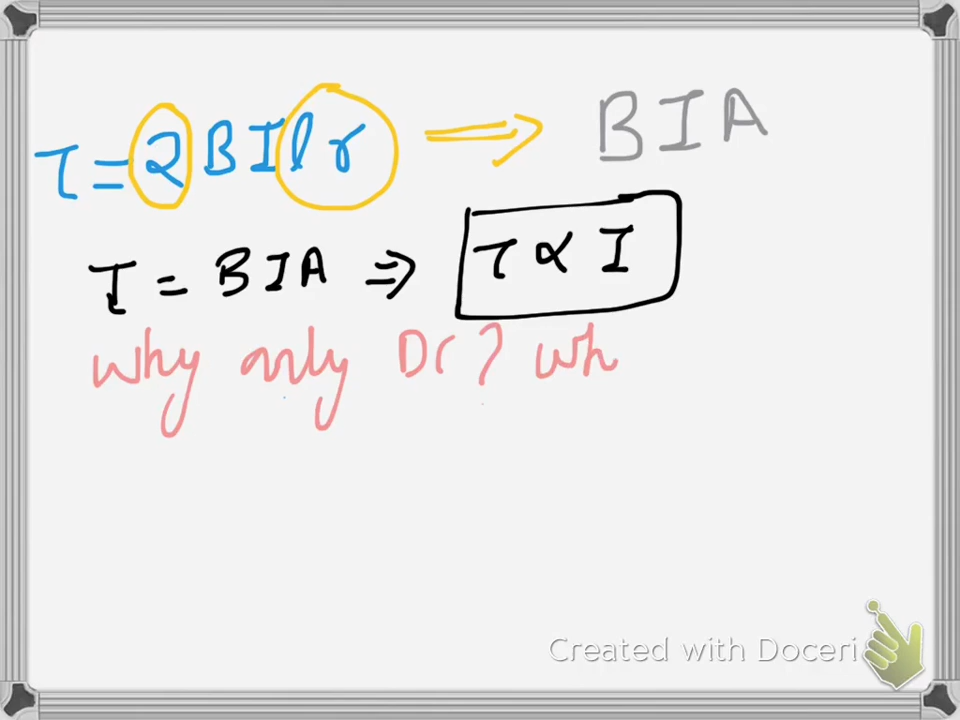 τ = 2BIlr ⇒ BIA
τ = BIA ⇒ τ ∝ I
why only DC? wh
Created with Doceri